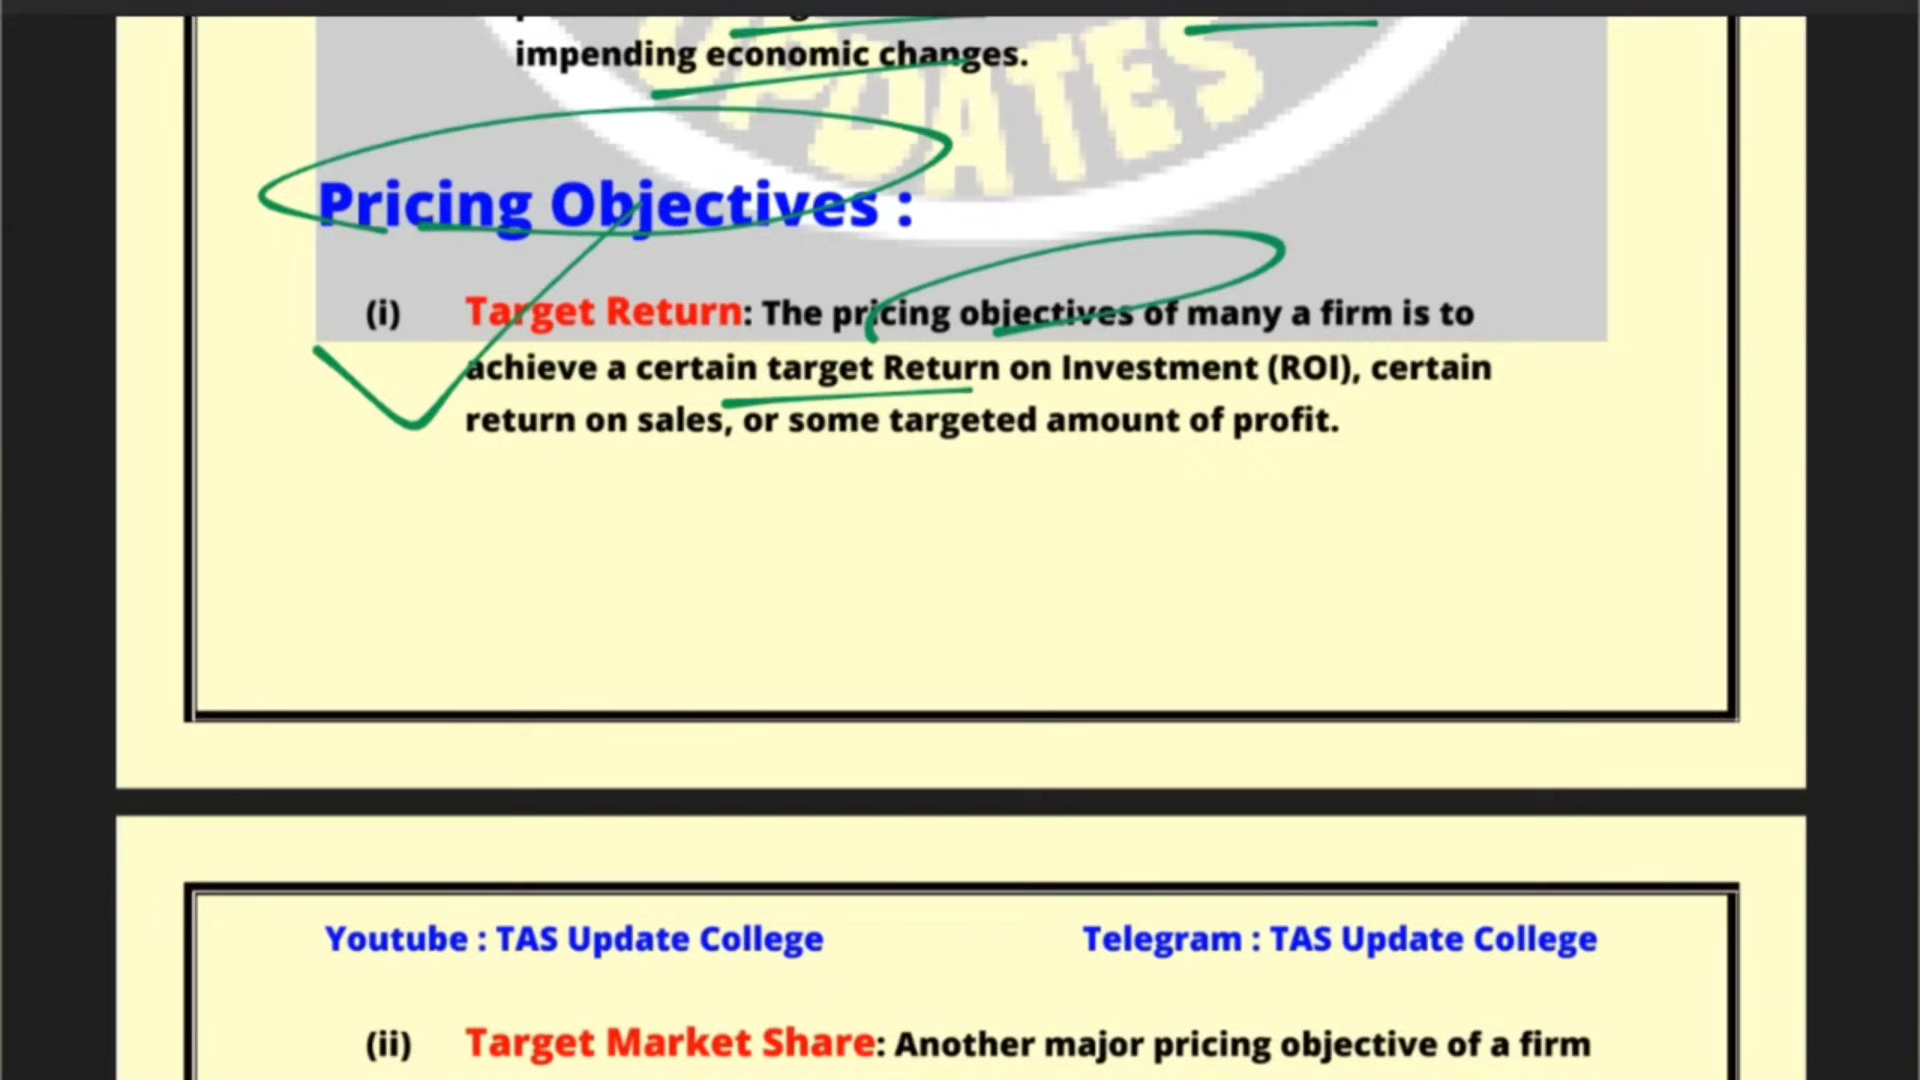 impending economic changes.
UPDATES
Pricing Objectives :
(i) Target Return: The pricing objectives of many a firm is to
achieve a certain target Return on Investment (ROI), certain
return on sales, or some targeted amount of profit.
Youtube : TAS Update College Telegram : TAS Update College
(ii) Target Market Share: Another major pricing objective of a firm